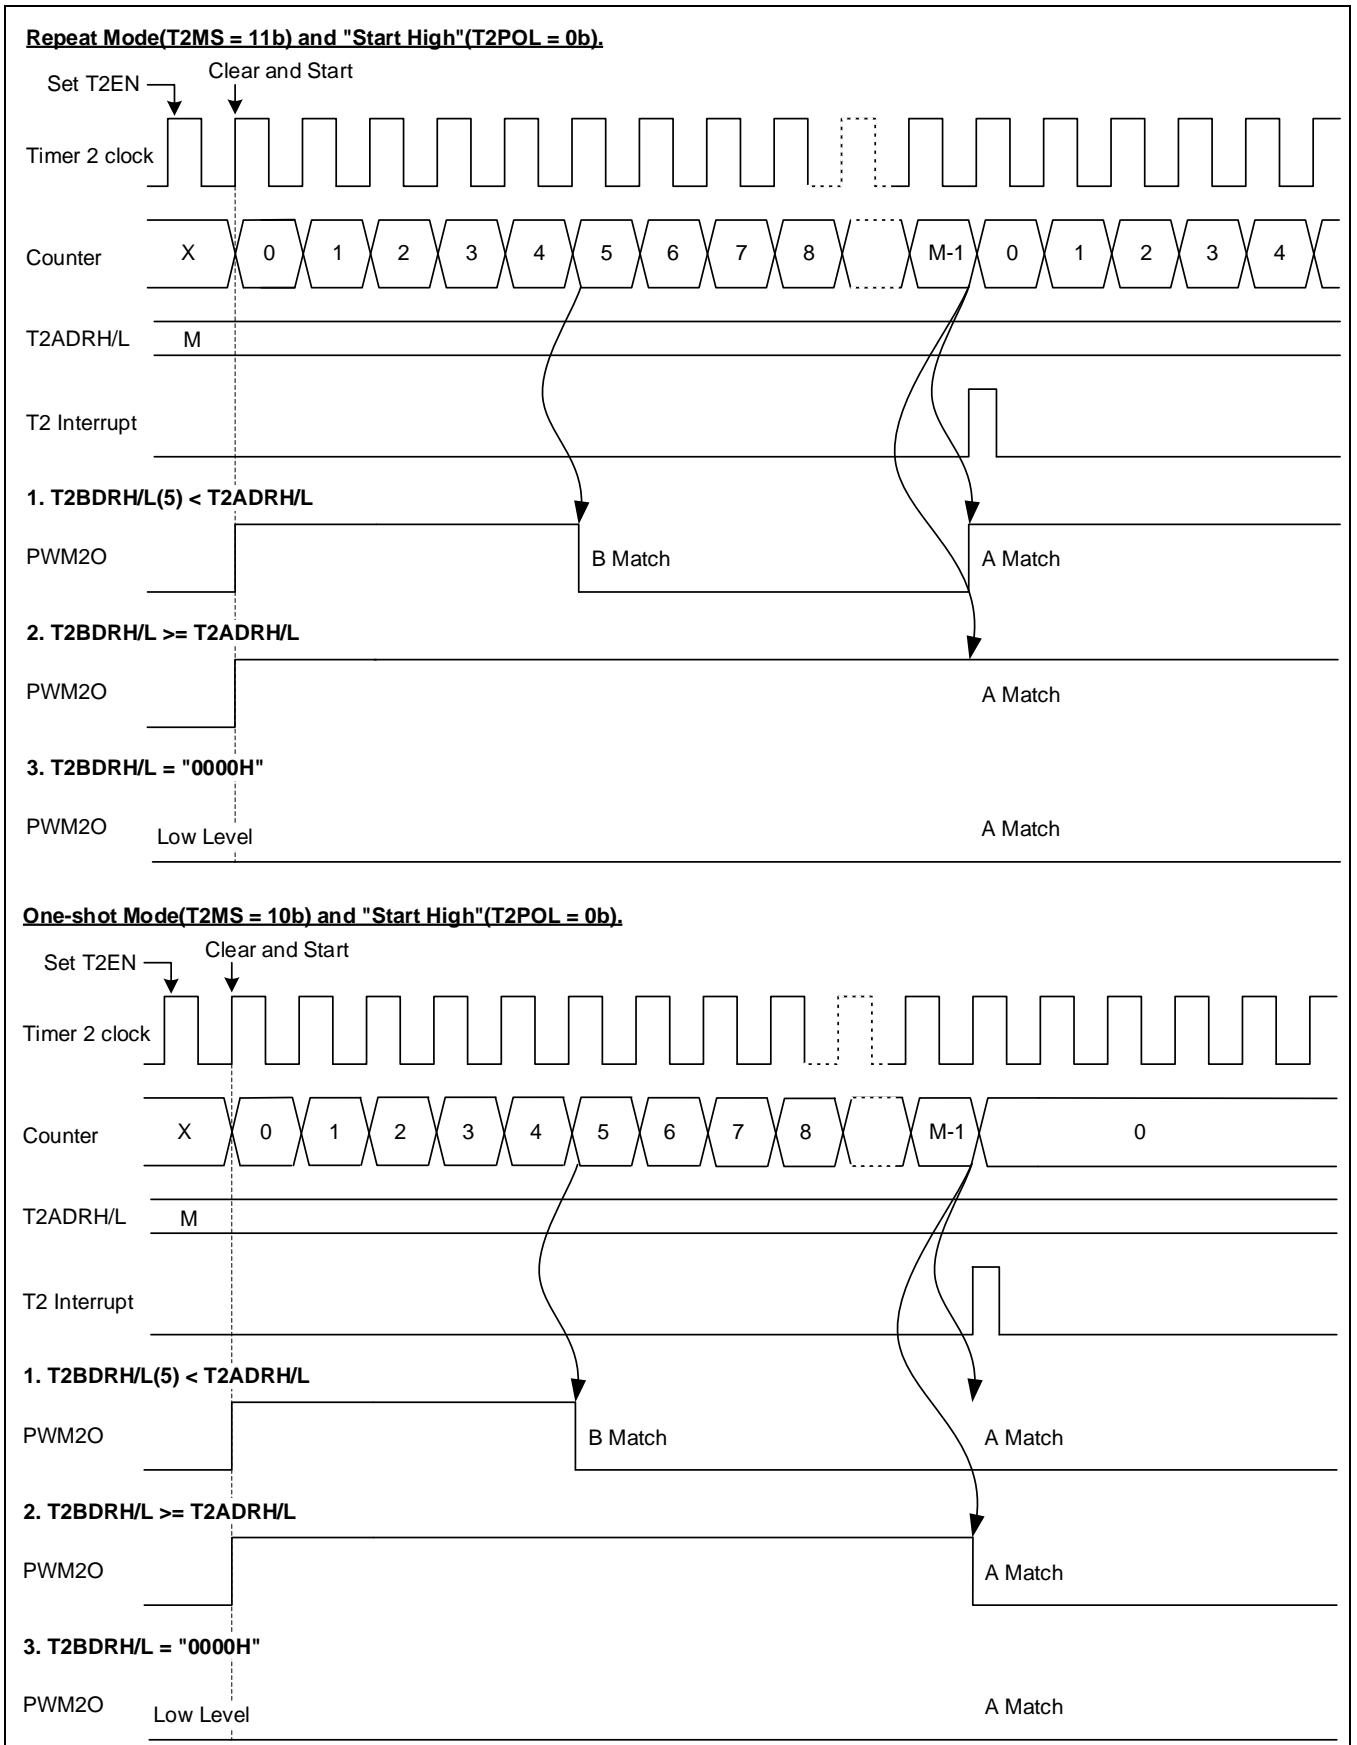 Repeat Mode(T2MS = 11b) and "Start High"(T2POL = 0b).
Set T2EN Clear and Start
Timer 2 clock
Counter X 0 1 2 3 4 5 6 7 8 M-1 0 1 2 3 4
T2ADRH/L M
T2 Interrupt
1. T2BDRH/L(5) < T2ADRH/L
PWM2O B Match A Match
2. T2BDRH/L >= T2ADRH/L
PWM2O A Match
3. T2BDRH/L = "0000H"
PWM2O Low Level A Match
One-shot Mode(T2MS = 10b) and "Start High"(T2POL = 0b).
Set T2EN Clear and Start
Timer 2 clock
Counter X 0 1 2 3 4 5 6 7 8 M-1 0
T2ADRH/L M
T2 Interrupt
1. T2BDRH/L(5) < T2ADRH/L
PWM2O B Match A Match
2. T2BDRH/L >= T2ADRH/L
PWM2O A Match
3. T2BDRH/L = "0000H"
PWM2O Low Level A Match